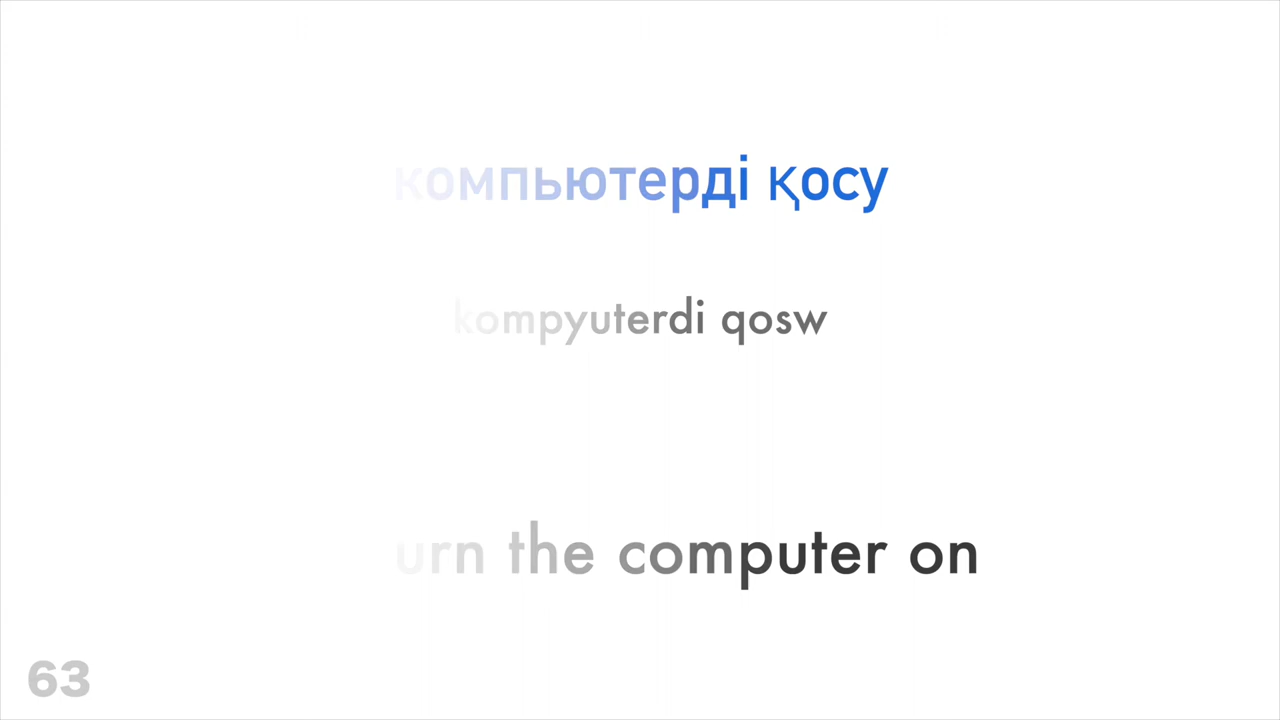 компьютерді қосу
kompyuterdi qosw
urn the computer on
63